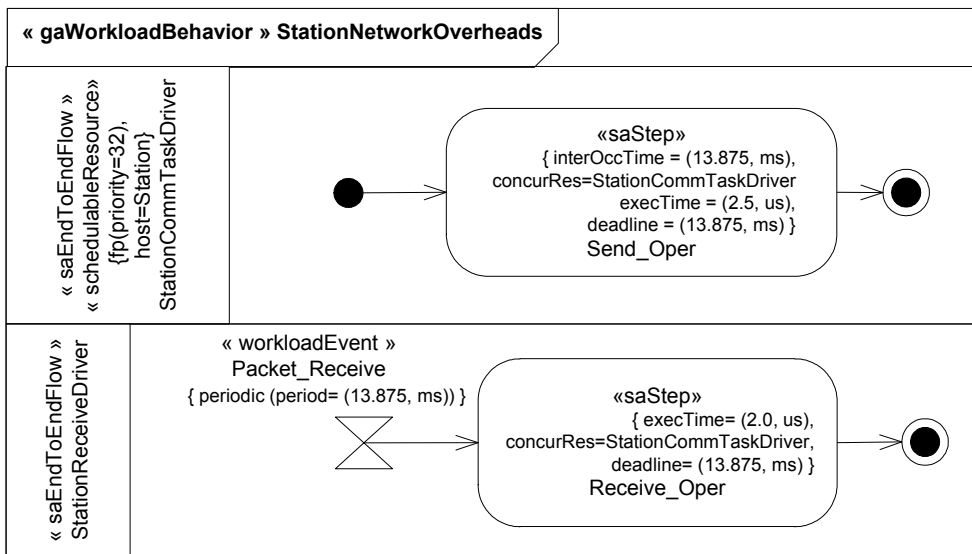 « gaWorkloadBehavior » StationNetworkOverheads
« saEndToEndFlow »
« schedulableResource»
{fp(priority=32),
host=Station}
StationCommTaskDriver
«saStep»
{ interOccTime = (13.875, ms),
concurRes=StationCommTaskDriver
execTime = (2.5, us),
deadline = (13.875, ms) }
Send_Oper
« saEndToEndFlow »
StationReceiveDriver
« workloadEvent »
Packet_Receive
{ periodic (period= (13.875, ms)) }
«saStep»
{ execTime= (2.0, us),
concurRes=StationCommTaskDriver,
deadline= (13.875, ms) }
Receive_Oper